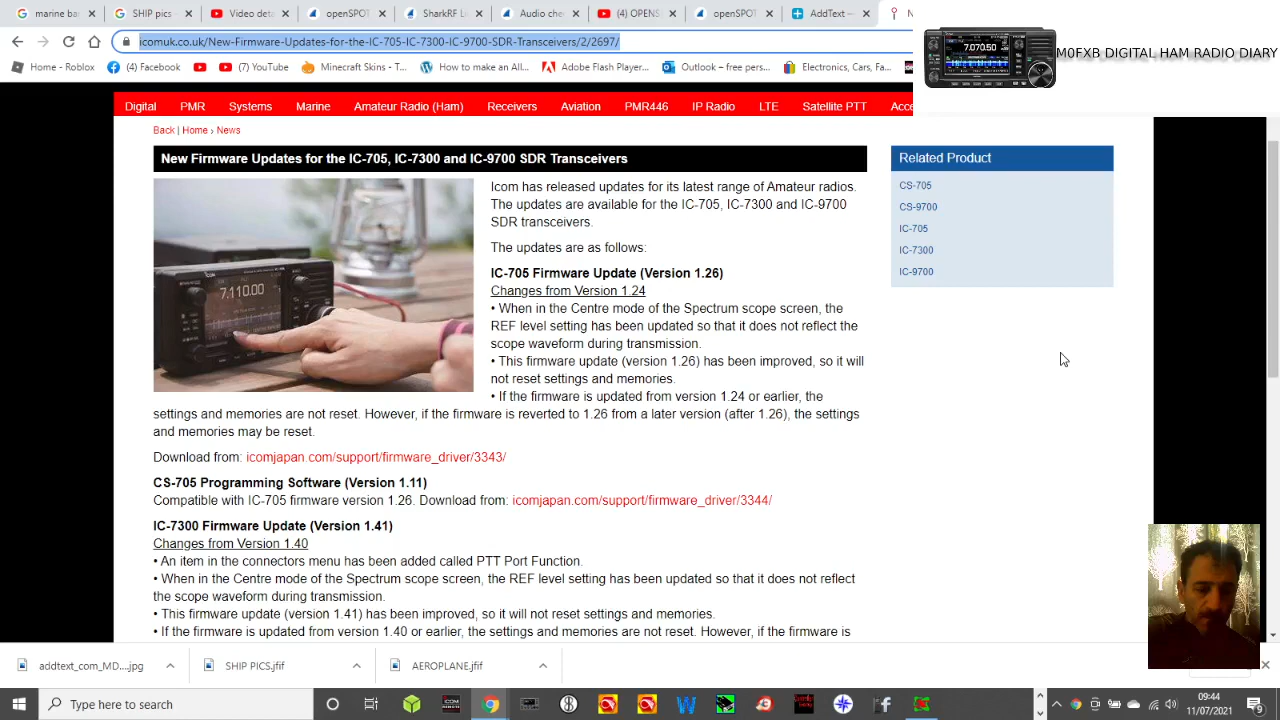 marine bu
openSPOT
SharkRF Li
Audio che
(4) OPENS
openSPOT
AddText
icomuk.co.uk/New-Firmware-Updates-for-the-IC-705-IC-7300-IC-9700-SDR-Transceivers/2/2697/
Home - Ro
(4) Facebook
(7)
Skins -
How to make an All...
Adobe Flash Player...
pers...
Electronics, Cars, Fa...
7.070.50
M0FXB DIGITAL HAM RADIO DIARY
Digital PMR Systems Marine Amateur Radio (Ham) Receivers Aviation PMR446 IP Radio LTE Satellite PTT Acce
Back | Home › News
New Firmware Updates for the IC-705, IC-7300 and IC-9700 SDR Transceivers
Icom has released updates for its latest range of Amateur radios.
The updates are available for the IC-705, IC-7300 and IC-9700
SDR transceivers.
The updates are as follows:
IC-705 Firmware Update (Version 1.26)
Changes from Version 1.24
• When in the Centre mode of the Spectrum scope screen, the
REF level setting has been updated so that it does not reflect the
scope waveform during transmission.
• This firmware update (version 1.26) has been improved, so it will
not reset settings and memories.
• If the firmware is updated from version 1.24 or earlier, the
settings and memories are not reset. However, if the firmware is reverted to 1.26 from a later version (after 1.26), the settings
and memories may be reset.
Download from: icomjapan.com/support/firmware_driver/3343/
CS-705 Programming Software (Version 1.11)
Compatible with IC-705 firmware version 1.26. Download from: icomjapan.com/support/firmware_driver/3344/
IC-7300 Firmware Update (Version 1.41)
Changes from Version 1.40
• An item in the connectors menu has been added called PTT Port Function.
• When in the Centre mode of the Spectrum scope screen, the REF level setting has been updated so that it does not reflect
the scope waveform during transmission.
• This firmware update (version 1.41) has been improved, so it will not reset settings and memories.
• If the firmware is updated from version 1.40 or earlier, the settings and memories are not reset. However, if the firmware is
7.110.00
Related Product
CS-705
CS-9700
IC-705
IC-7300
IC-9700
addtext_com_MD....jpg
SHIP PICS.jfif
AEROPLANE.jfif
Type here to search
09:44
11/07/2021